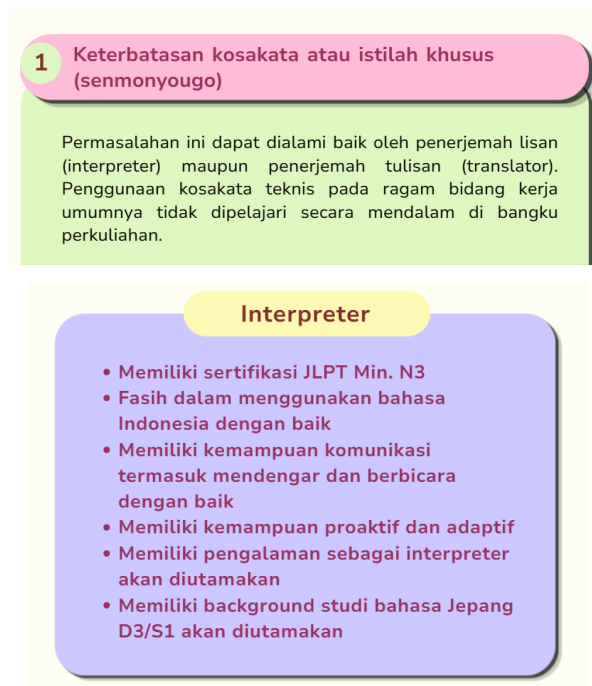 1
Keterbatasan kosakata atau istilah khusus
(senmonyougo)
Permasalahan ini dapat dialami baik oleh penerjemah lisan
(interpreter) maupun penerjemah tulisan (translator).
Penggunaan kosakata teknis pada ragam bidang kerja
umumnya tidak dipelajari secara mendalam di bangku
perkuliahan.
Interpreter
• Memiliki sertifikasi JLPT Min. N3
• Fasih dalam menggunakan bahasa
Indonesia dengan baik
• Memiliki kemampuan komunikasi
termasuk mendengar dan berbicara
dengan baik
• Memiliki kemampuan proaktif dan adaptif
• Memiliki pengalaman sebagai interpreter
akan diutamakan
• Memiliki background studi bahasa Jepang
D3/S1 akan diutamakan